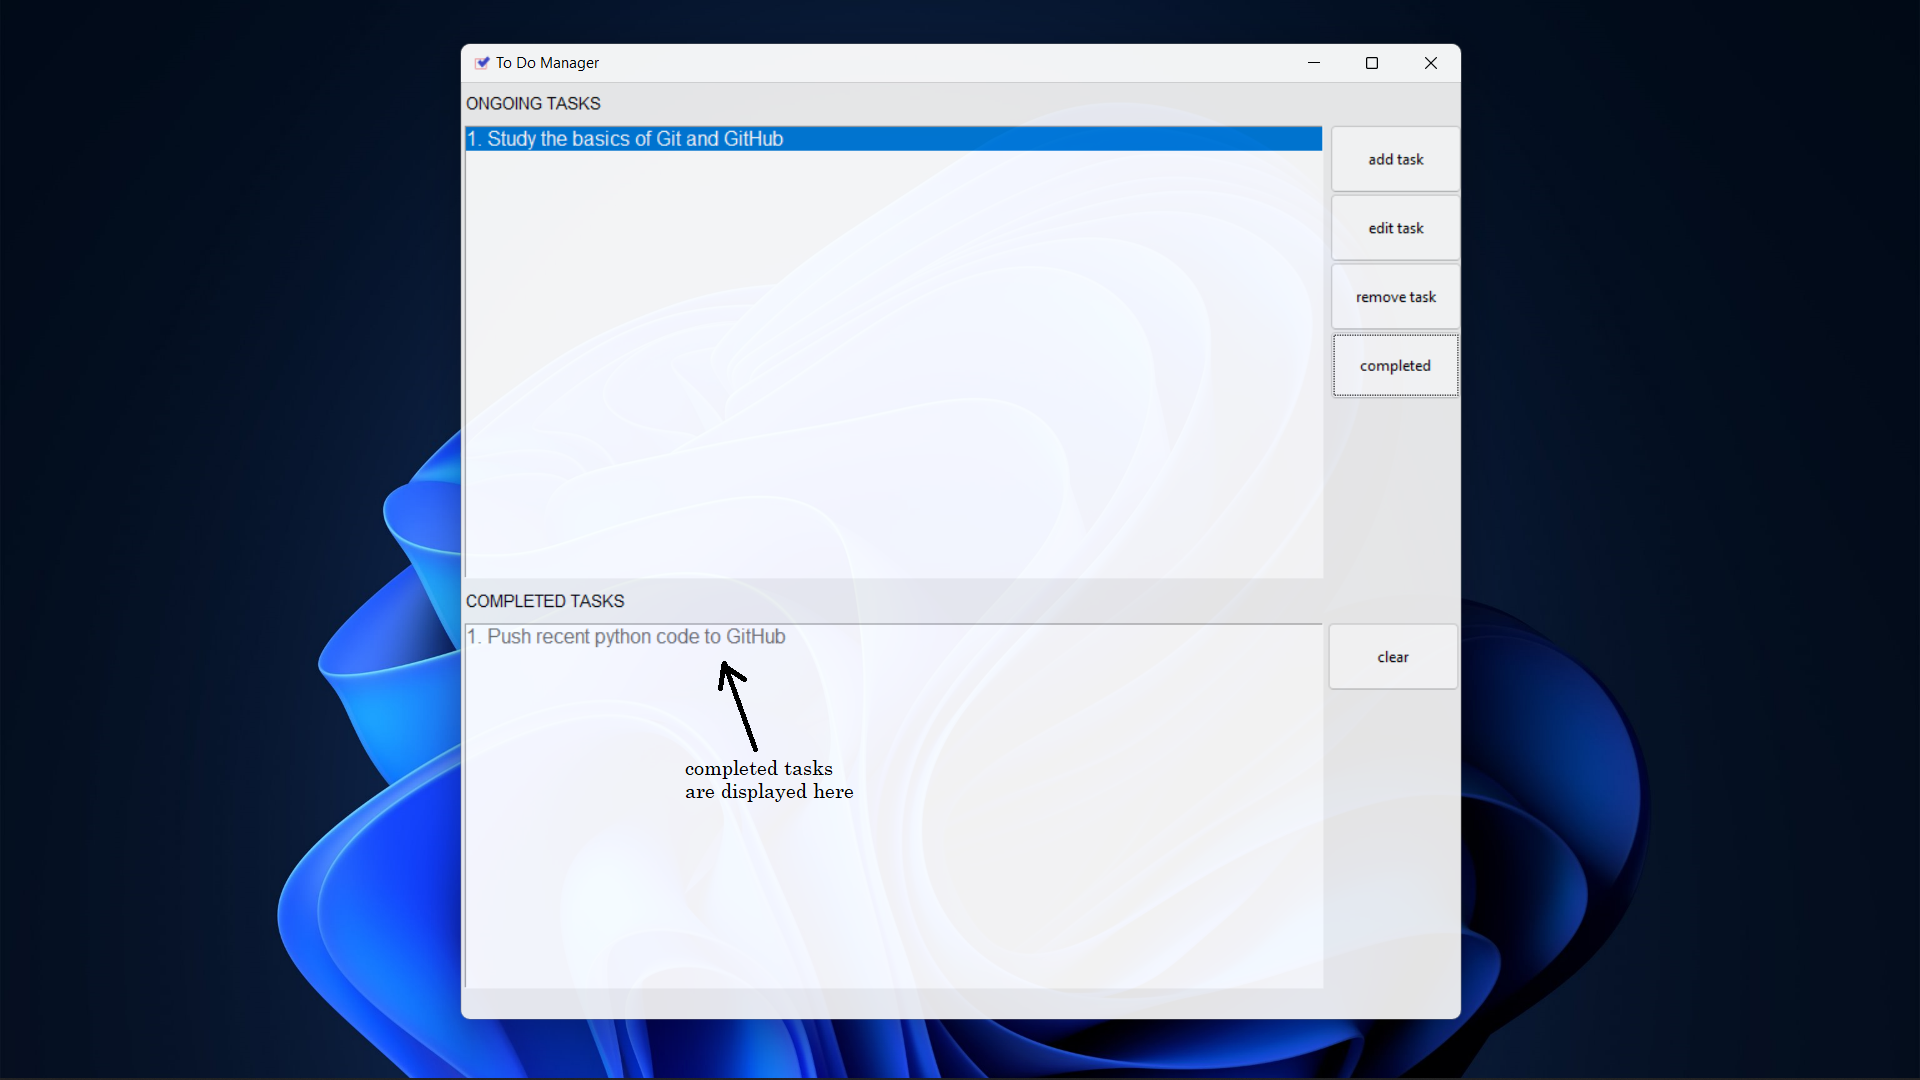 To Do Manager
ONGOING TASKS
1. Study the basics of Git and GitHub
add task
edit task
remove task
completed
COMPLETED TASKS
1. Push recent python code to GitHub
clear
completed tasks
are displayed here